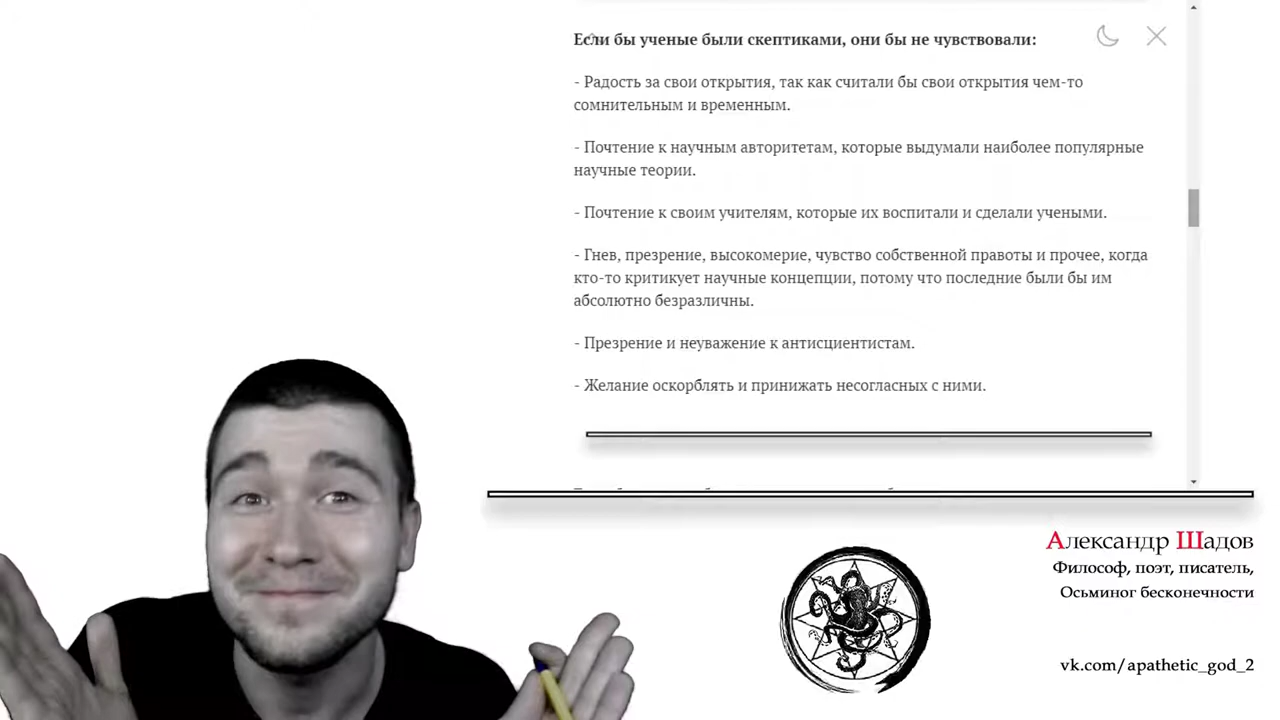 Если бы ученые были скептиками, они бы не чувствовали:
- Радость за свои открытия, так как считали бы свои открытия чем-то
сомнительным и временным.
- Почтение к научным авторитетам, которые выдумали наиболее популярные
научные теории.
- Почтение к своим учителям, которые их воспитали и сделали учеными.
- Гнев, презрение, высокомерие, чувство собственной правоты и прочее, когда
кто-то критикует научные концепции, потому что последние были бы им
абсолютно безразличны.
- Презрение и неуважение к антисциентистам.
- Желание оскорблять и принижать несогласных с ними.
Александр Шадов
Философ, поэт, писатель,
Осьминог бесконечности
vk.com/apathetic_god_2